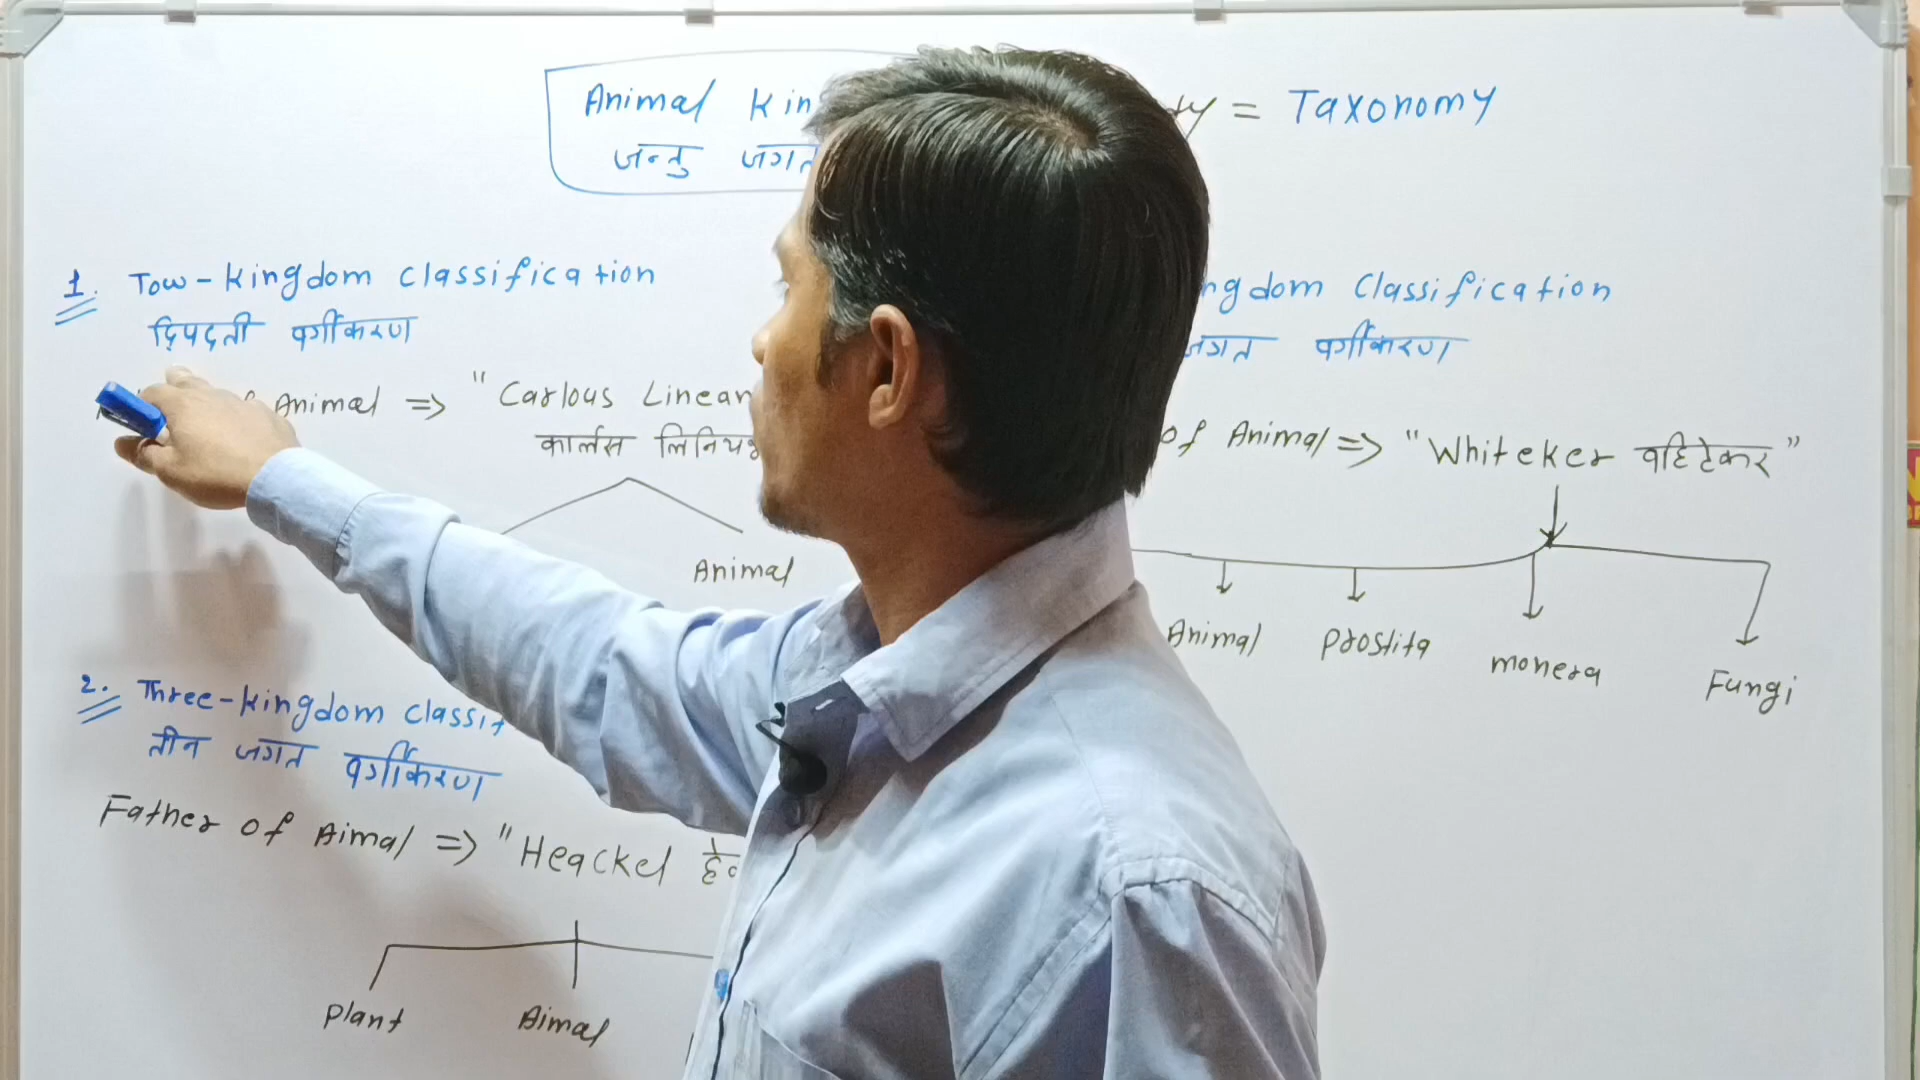 Animal Kin
जन्तु जगत
= Taxonomy
1. Tow-kingdom classification
द्विपदती वर्गीकरण
Animal => "Carlous Linear
कार्लस लिनिय
Animal
2. Three-kingdom classif
तीन जगत वर्गीकरण
Father of Aimal => "Heackel
Plant Aimal
ngdom Classification
जगत वर्गीकरण
of Animal => "Whiteker वहिटेकर"
Animal Prostita monera Fungi